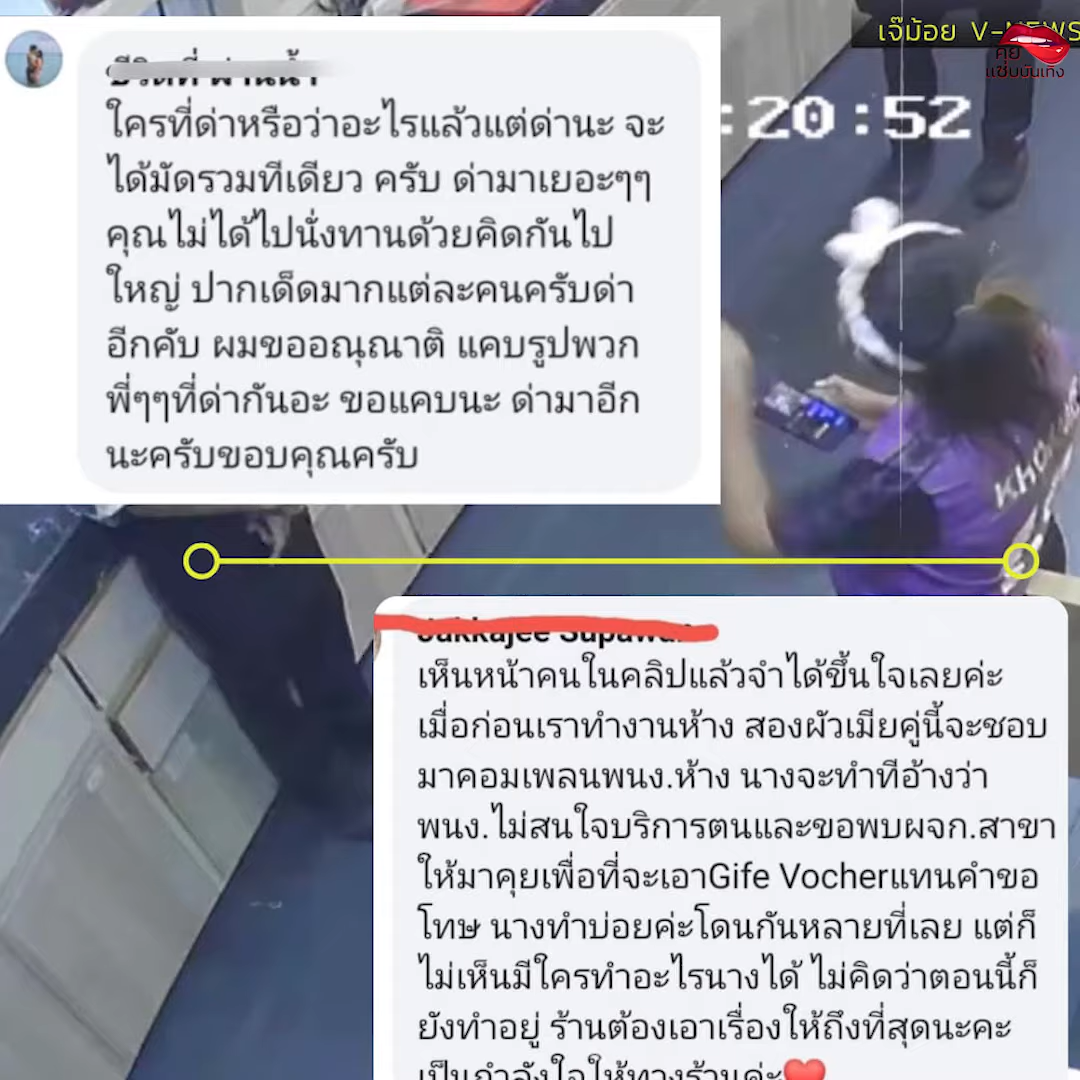 เจ๊ม้อย V-NEWS
คุย
แซ่บบันเทิง
:20:52
ใครที่ด่าหรือว่าอะไรแล้วแต่ด่านะ จะ
ได้มัดรวมทีเดียว ครับ ด่ามาเยอะๆๆ
คุณไม่ได้ไปนั่งทานด้วยคิดกันไป
ใหญ่ ปากเด็ดมากแต่ละคนครับด่า
อีกคับ ผมขออณุณาติ แคบรูปพวก
พี่ๆๆที่ด่ากันอะ ขอแคบนะ ด่ามาอีก
นะครับขอบคุณครับ
เห็นหน้าคนในคลิปแล้วจำได้ขึ้นใจเลยค่ะ
เมื่อก่อนเราทำงานห้าง สองผัวเมียคู่นี้จะชอบ
มาคอมเพลนพนง.ห้าง นางจะทำทีอ้างว่า
พนง.ไม่สนใจบริการตนและขอพบผจก.สาขา
ให้มาคุยเพื่อที่จะเอาGife Vocherแทนคำขอ
โทษ นางทำบ่อยค่ะโดนกันหลายที่เลย แต่ก็
ไม่เห็นมีใครทำอะไรนางได้ ไม่คิดว่าตอนนี้ก็
ยังทำอยู่ ร้านต้องเอาเรื่องให้ถึงที่สุดนะคะ
เป็นกำลังใจให้ทางร้านค่ะ❤️